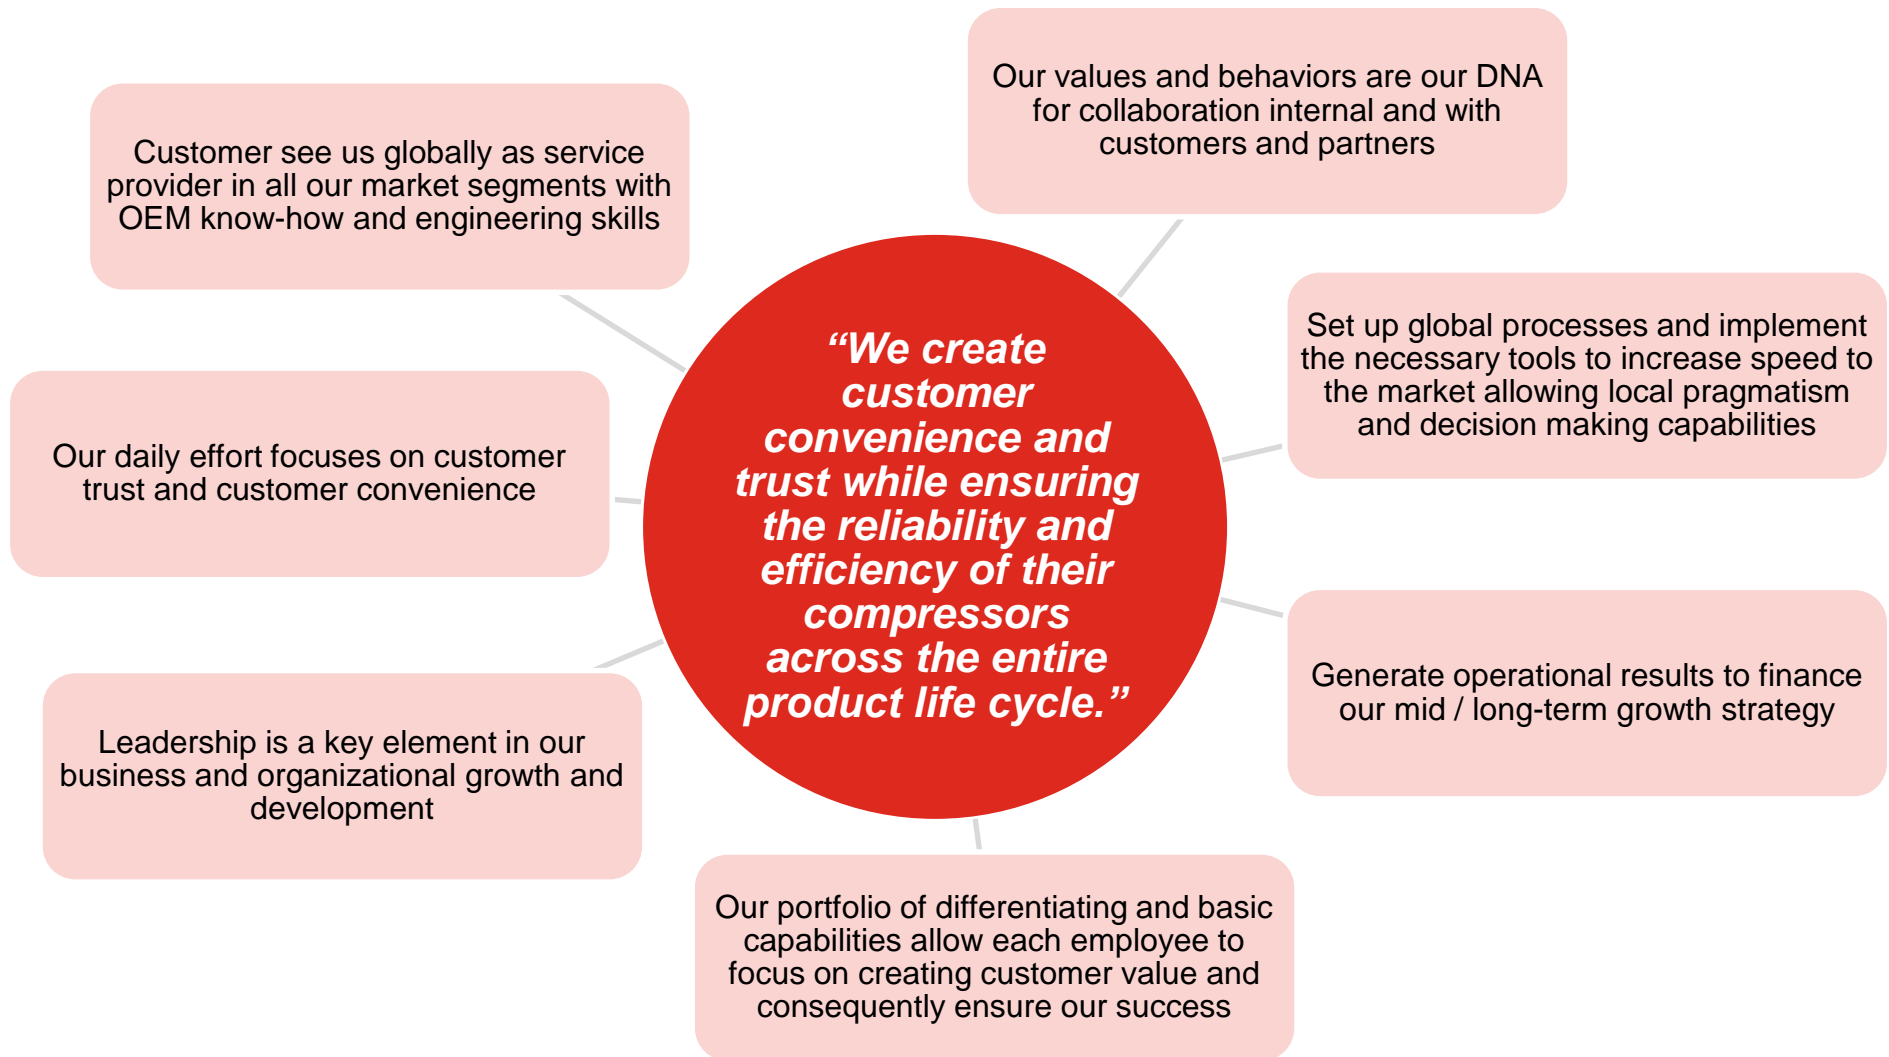 Our values and behaviors are our DNA
for collaboration internal and with
customers and partners
Customer see us globally as service
provider in all our market segments with
OEM know-how and engineering skills
Set up global processes and implement
the necessary tools to increase speed to
the market allowing local pragmatism
and decision making capabilities
“We create
customer
convenience and
trust while ensuring
the reliability and
efficiency of their
compressors
across the entire
product life cycle.”
Our daily effort focuses on customer
trust and customer convenience
Generate operational results to finance
our mid / long-term growth strategy
Leadership is a key element in our
business and organizational growth and
development
Our portfolio of differentiating and basic
capabilities allow each employee to
focus on creating customer value and
consequently ensure our success